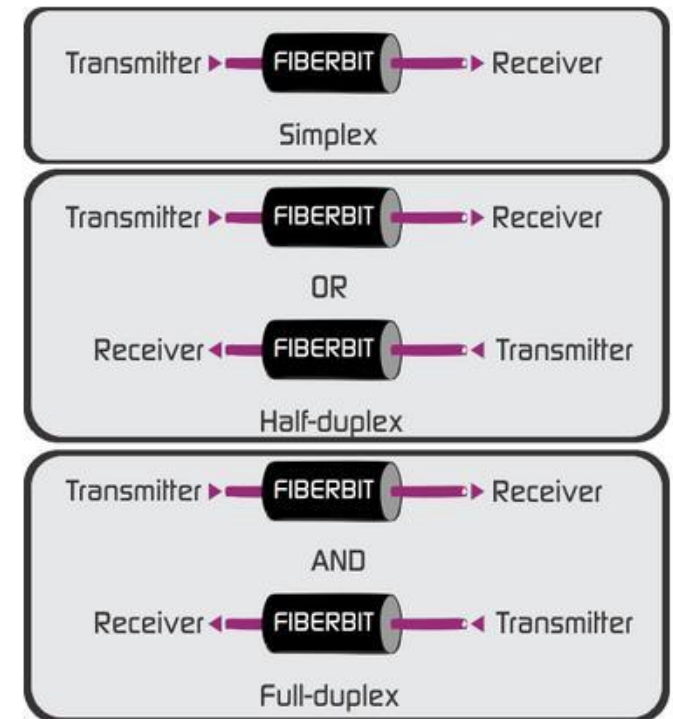 Transmitter FIBERBIT Receiver
Simplex
Transmitter FIBERBIT Receiver
OR
Receiver FIBERBIT Transmitter
Half-duplex
Transmitter FIBERBIT Receiver
AND
Receiver FIBERBIT Transmitter
Full-duplex